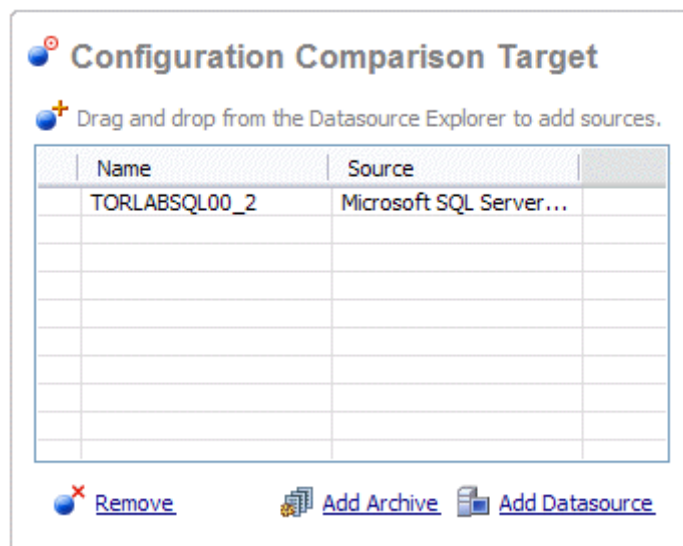 Configuration Comparison Target
Drag and drop from the Datasource Explorer to add sources.
Name Source
TORLABSQL00_2 Microsoft SQL Server...
Remove Add Archive Add Datasource